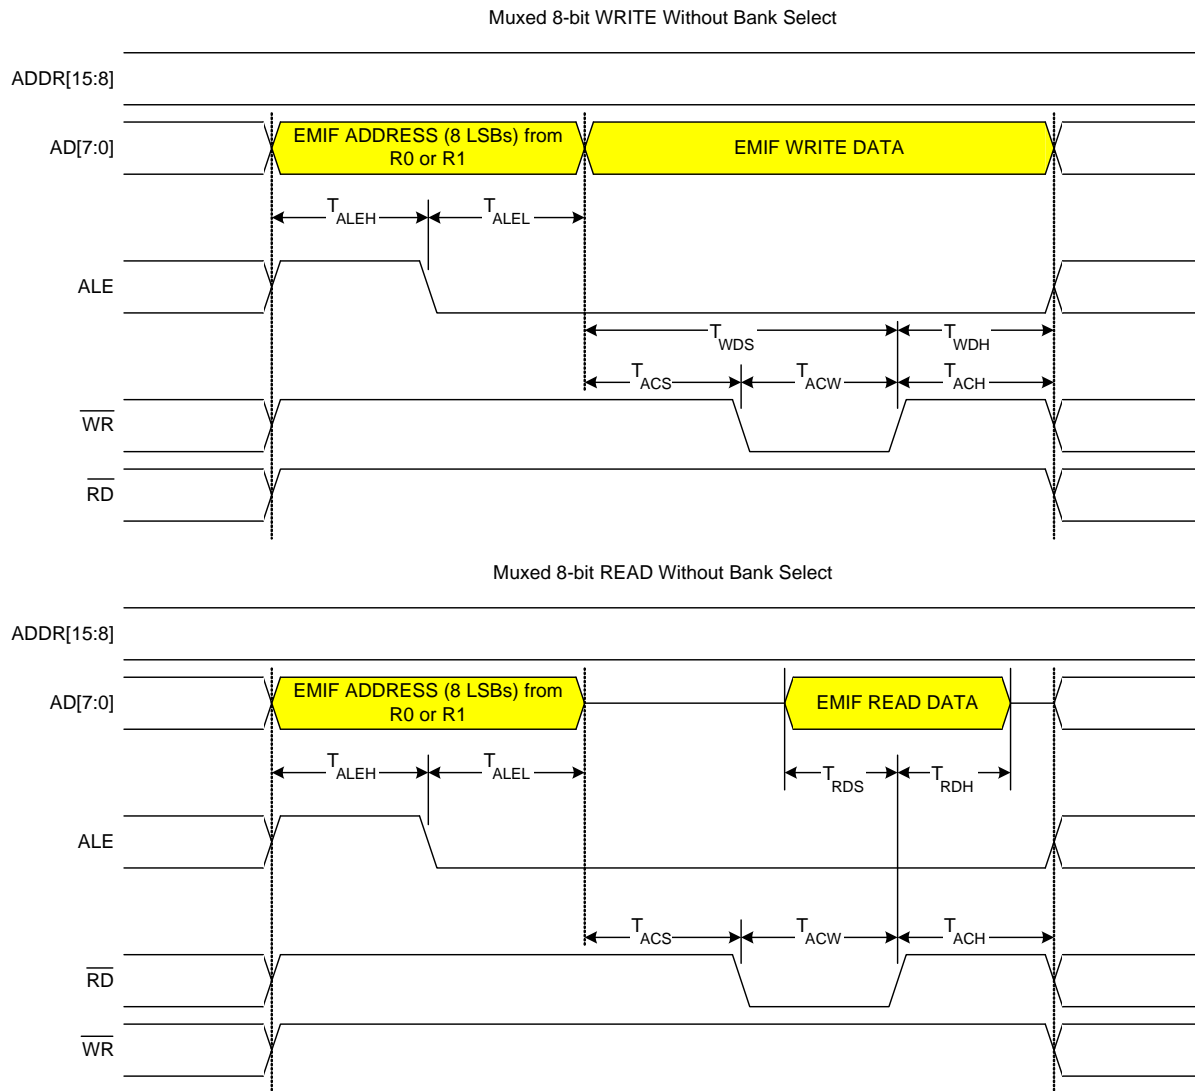 Muxed 8-bit WRITE Without Bank Select
ADDR[15:8]
AD[7:0]
EMIF ADDRESS (8 LSBs) from
R0 or R1
EMIF WRITE DATA
TALEH
TALEL
ALE
TWDS
TWDH
TACS
TACW
TACH
WR
RD
Muxed 8-bit READ Without Bank Select
ADDR[15:8]
AD[7:0]
EMIF ADDRESS (8 LSBs) from
R0 or R1
EMIF READ DATA
TALEH
TALEL
TRDS
TRDH
ALE
TACS
TACW
TACH
RD
WR